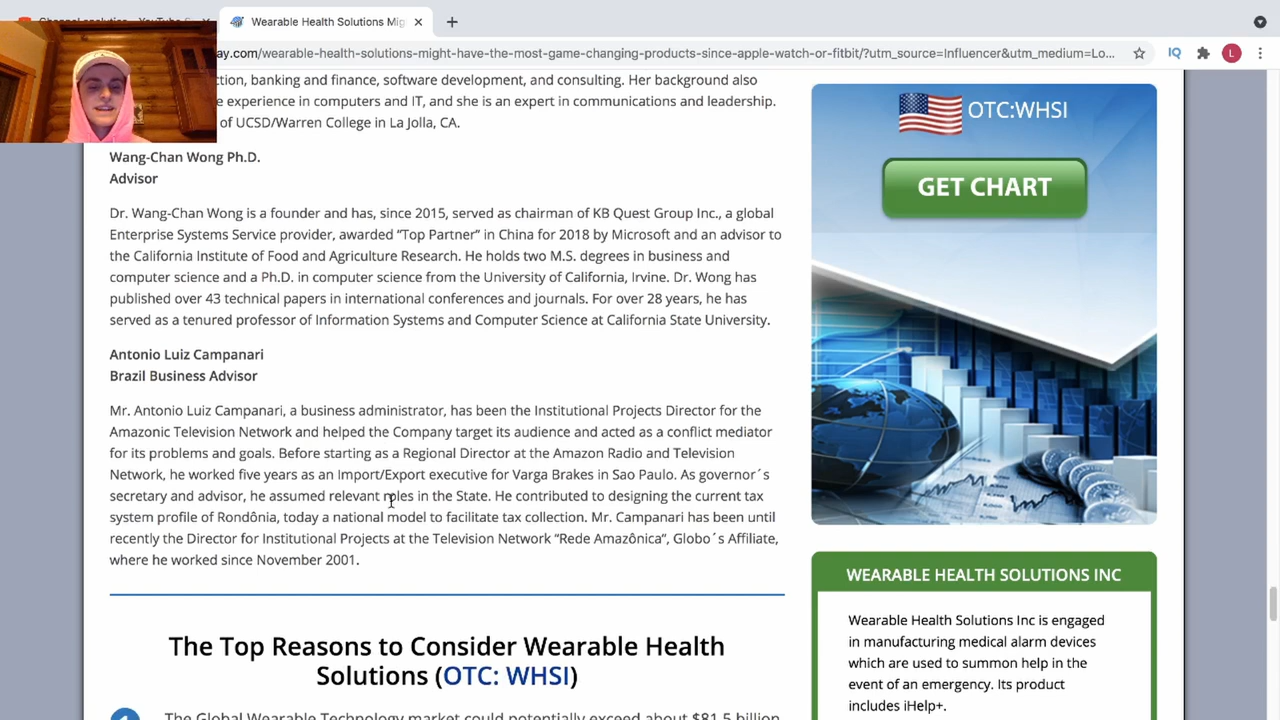 Wearable Health Solutions Mig
ay.com/wearable-health-solutions-might-have-the-most-game-changing-products-since-apple-watch-or-fitbit/?utm_source=Influencer&utm_medium=Lo...
IQ
L
ction, banking and finance, software development, and consulting. Her background also
experience in computers and IT, and she is an expert in communications and leadership.
of UCSD/Warren College in La Jolla, CA.
Wang-Chan Wong Ph.D.
Advisor
Dr. Wang-Chan Wong is a founder and has, since 2015, served as chairman of KB Quest Group Inc., a global
Enterprise Systems Service provider, awarded “Top Partner” in China for 2018 by Microsoft and an advisor to
the California Institute of Food and Agriculture Research. He holds two M.S. degrees in business and
computer science and a Ph.D. in computer science from the University of California, Irvine. Dr. Wong has
published over 43 technical papers in international conferences and journals. For over 28 years, he has
served as a tenured professor of Information Systems and Computer Science at California State University.
Antonio Luiz Campanari
Brazil Business Advisor
Mr. Antonio Luiz Campanari, a business administrator, has been the Institutional Projects Director for the
Amazonic Television Network and helped the Company target its audience and acted as a conflict mediator
for its problems and goals. Before starting as a Regional Director at the Amazon Radio and Television
Network, he worked five years as an Import/Export executive for Varga Brakes in Sao Paulo. As governor´s
secretary and advisor, he assumed relevant roles in the State. He contributed to designing the current tax
system profile of Rondônia, today a national model to facilitate tax collection. Mr. Campanari has been until
recently the Director for Institutional Projects at the Television Network “Rede Amazônica”, Globo´s Affiliate,
where he worked since November 2001.
The Top Reasons to Consider Wearable Health
Solutions (OTC: WHSI)
The Global Wearable Technology market could potentially exceed about $81.5 billion
OTC:WHSI
GET CHART
WEARABLE HEALTH SOLUTIONS INC
Wearable Health Solutions Inc is engaged
in manufacturing medical alarm devices
which are used to summon help in the
event of an emergency. Its product
includes iHelp+.